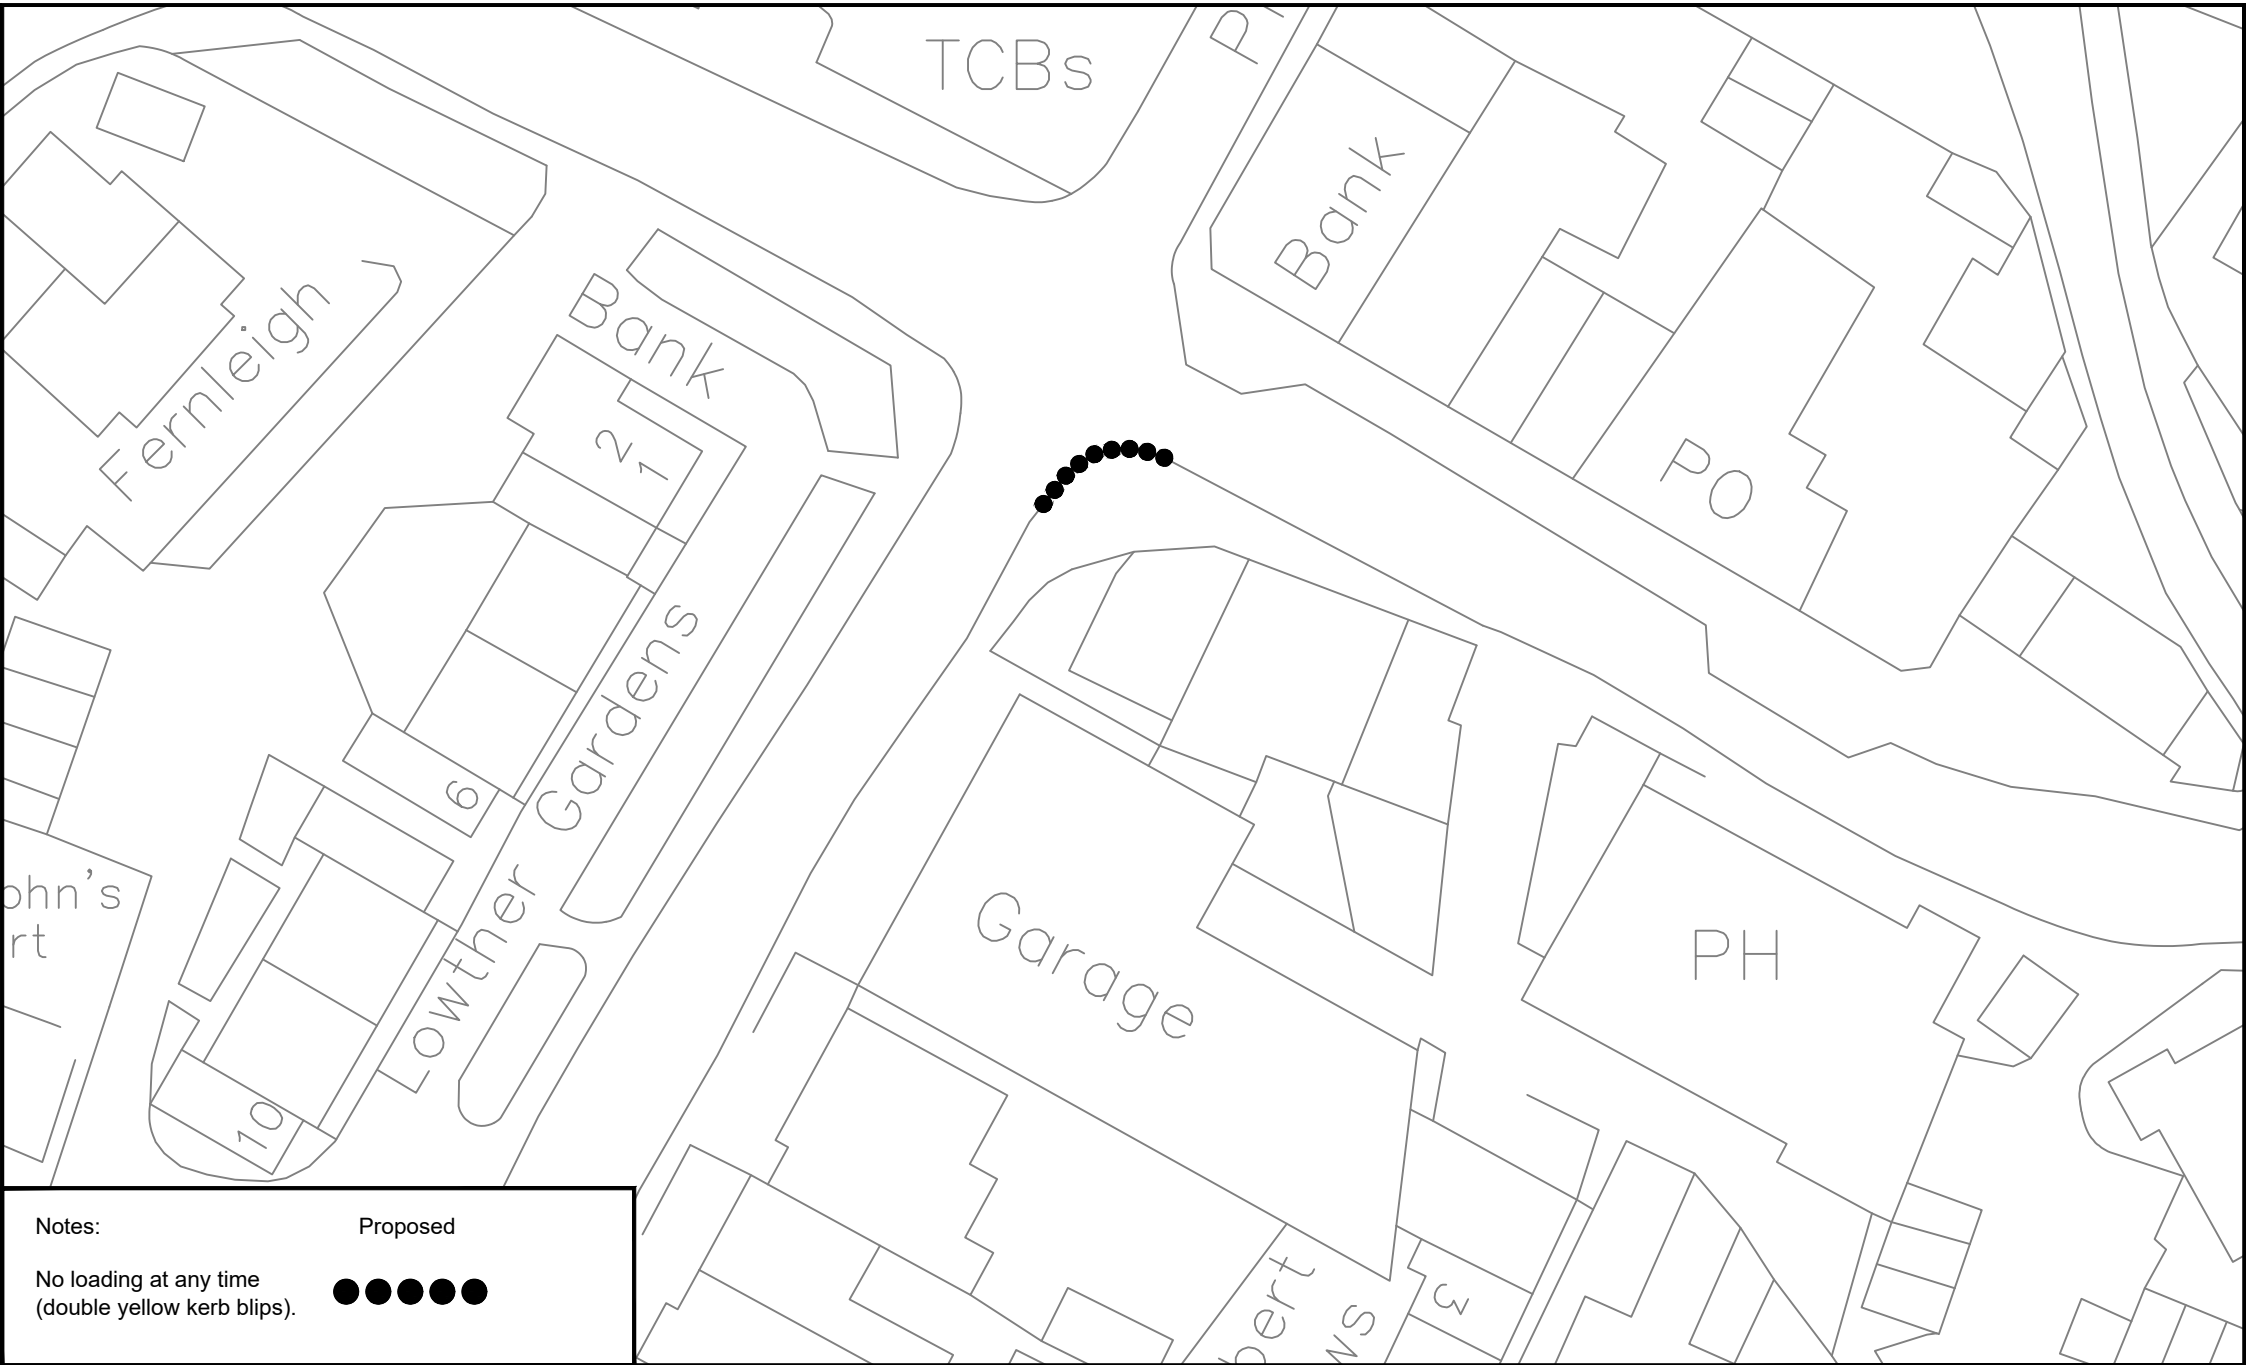 TCBs
Bank
Bank
Fernleigh
2
1
PO
6
Lowther Gardens
Garage
PH
10
3
Notes:
Proposed
No loading at any time
(double yellow kerb blips).